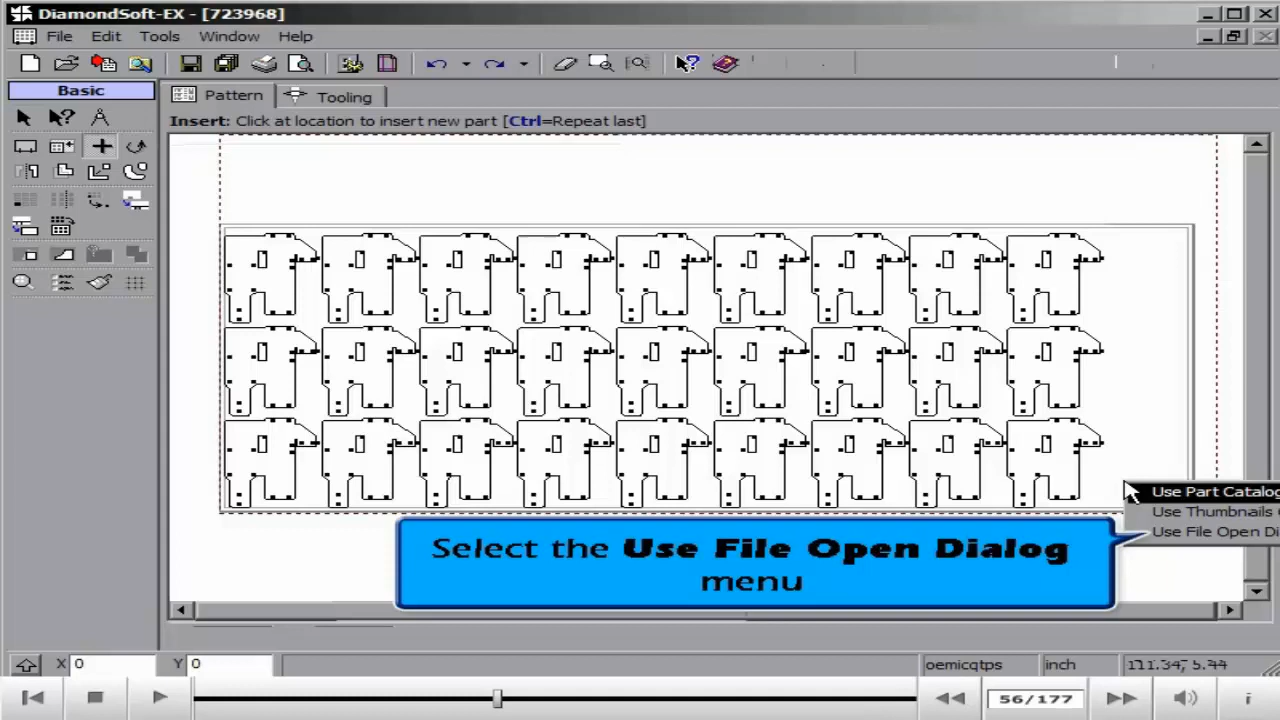 DiamondSoft-EX - [723968]
File Edit Tools Window Help
Basic
Pattern Tooling
Insert: Click at location to insert new part [Ctrl=Repeat last]
Use Part Catalog
Use Thumbnails
Use File Open Di
Select the Use File Open Dialog
menu
X 0 Y 0 oemicqtps inch
56/177